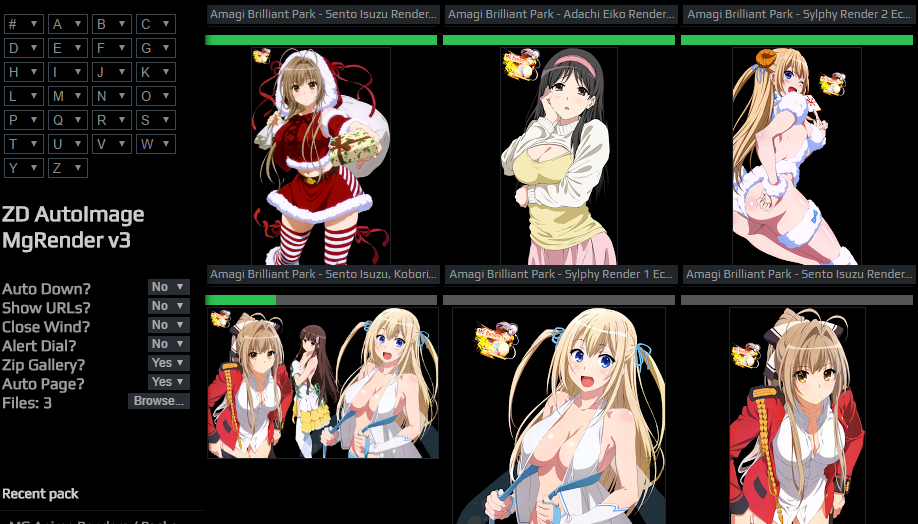 Amagi Brilliant Park - Sento Isuzu Render...
Amagi Brilliant Park - Adachi Eiko Render...
Amagi Brilliant Park - Sylphy Render 2 Ec...
# A B C
D E F G
H I J K
L M N O
P Q R S
T U V W
Y Z
ZD AutoImage
MgRender v3
Amagi Brilliant Park - Sento Isuzu, Kobori...
Amagi Brilliant Park - Sylphy Render 1 Ec...
Amagi Brilliant Park - Sento Isuzu Render...
Auto Down? No
Show URLs? No
Close Wind? No
Alert Dial? No
Zip Gallery? Yes
Auto Page? Yes
Files: 3 Browse...
Recent pack